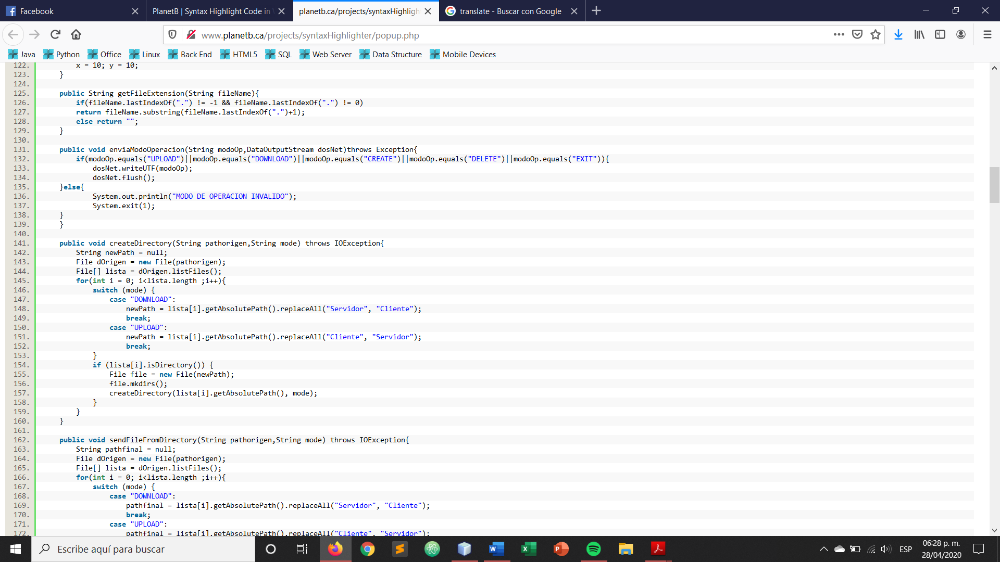 Facebook
PlanetB | Syntax Highlight Code in
planetb.ca/projects/syntaxHighligh
translate - Buscar con Google
www.planetb.ca/projects/syntaxHighlighter/popup.php
Java Python Office Linux Back End HTML5 SQL Web Server Data Structure Mobile Devices
122. x = 10; y = 10;
123. }
124.
125. public String getFileExtension(String fileName){
126. if(fileName.lastIndexOf(".") != -1 && fileName.lastIndexOf(".") != 0)
127. return fileName.substring(fileName.lastIndexOf(".")+1);
128. else return "";
129. }
130.
131. public void enviaModoOperacion(String modoOp,DataOutputStream dosNet)throws Exception{
132. if(modoOp.equals("UPLOAD")||modoOp.equals("DOWNLOAD")||modoOp.equals("CREATE")||modoOp.equals("DELETE")||modoOp.equals("EXIT")){
133. dosNet.writeUTF(modoOp);
134. dosNet.flush();
135. }else{
136. System.out.println("MODO DE OPERACION INVALIDO");
137. System.exit(1);
138. }
139. }
140.
141. public void createDirectory(String pathorigen,String mode) throws IOException{
142. String newPath = null;
143. File dOrigen = new File(pathorigen);
144. File[] lista = dOrigen.listFiles();
145. for(int i = 0; i<lista.length ;i++){
146. switch (mode) {
147. case "DOWNLOAD":
148. newPath = lista[i].getAbsolutePath().replaceAll("Servidor", "Cliente");
149. break;
150. case "UPLOAD":
151. newPath = lista[i].getAbsolutePath().replaceAll("Cliente", "Servidor");
152. break;
153. }
154. if (lista[i].isDirectory()) {
155. File file = new File(newPath);
156. file.mkdirs();
157. createDirectory(lista[i].getAbsolutePath(), mode);
158. }
159. }
160. }
161.
162. public void sendFileFromDirectory(String pathorigen,String mode) throws IOException{
163. String pathfinal = null;
164. File dOrigen = new File(pathorigen);
165. File[] lista = dOrigen.listFiles();
166. for(int i = 0; i<lista.length ;i++){
167. switch (mode) {
168. case "DOWNLOAD":
169. pathfinal = lista[i].getAbsolutePath().replaceAll("Servidor", "Cliente");
170. break;
171. case "UPLOAD":
172. pathfinal = lista[i].getAbsolutePath().replaceAll("Cliente", "Servidor");
Escribe aquí para buscar
ESP
06:28 p. m.
28/04/2020